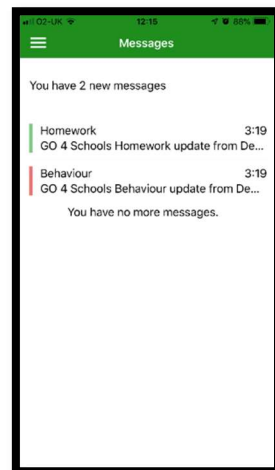 O2-UK 12:15 88%
Messages
You have 2 new messages
Homework 3:19
GO 4 Schools Homework update from De...
Behaviour 3:19
GO 4 Schools Behaviour update from De...
You have no more messages.